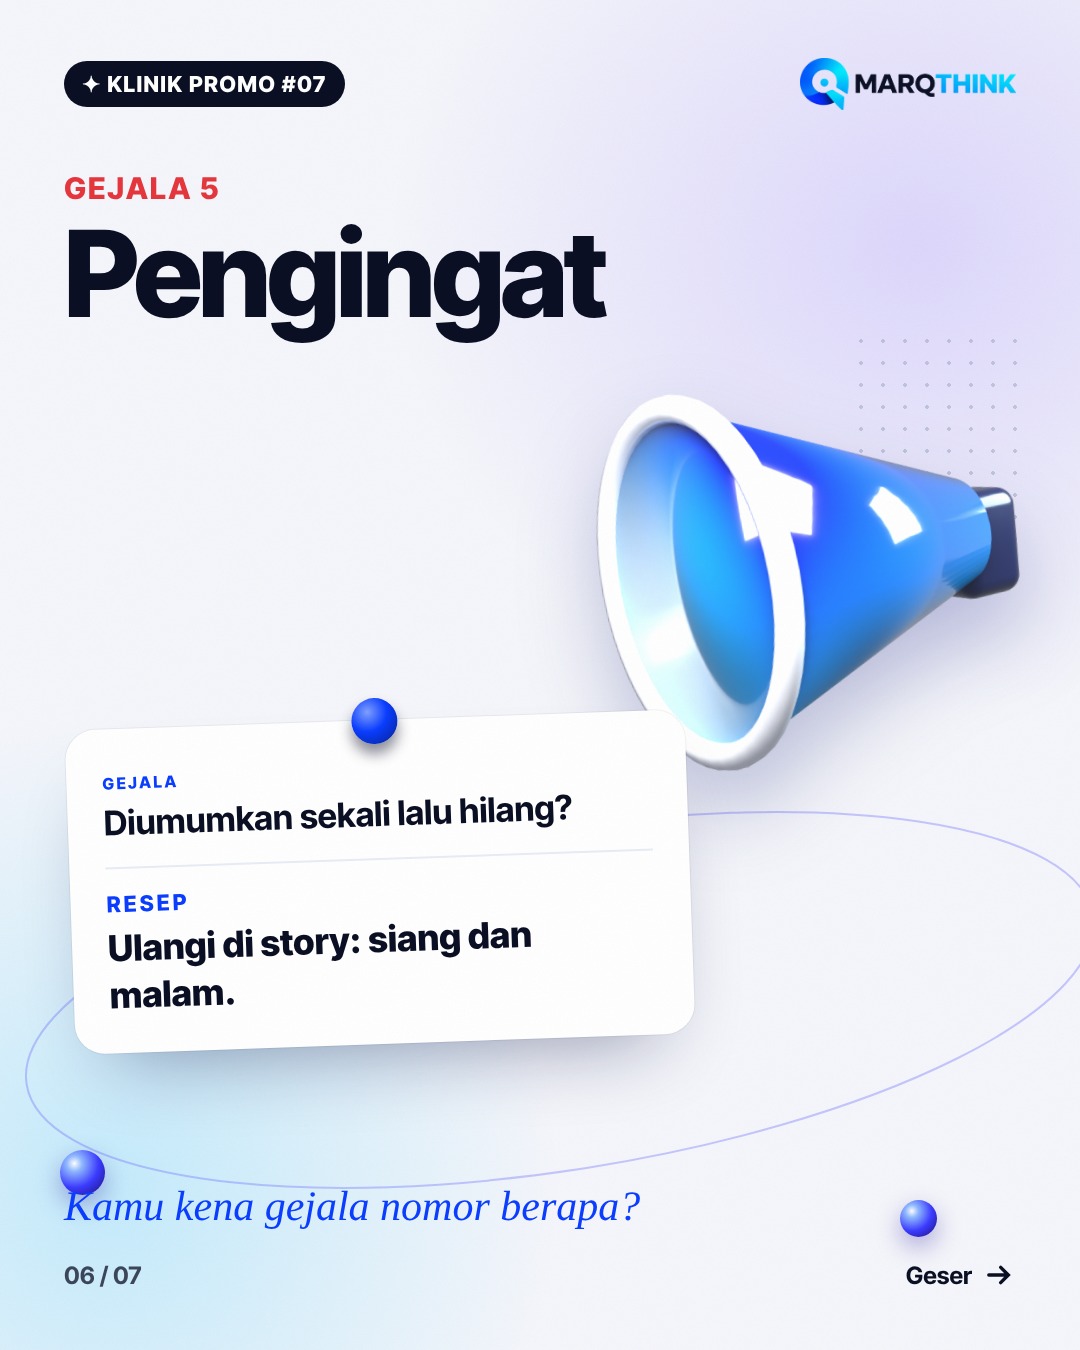 ✦ KLINIK PROMO #07
MARQTHINK
GEJALA 5
Pengingat
GEJALA
Diumumkan sekali lalu hilang?
RESEP
Ulangi di story: siang dan
malam.
Kamu kena gejala nomor berapa?
06 / 07
Geser →